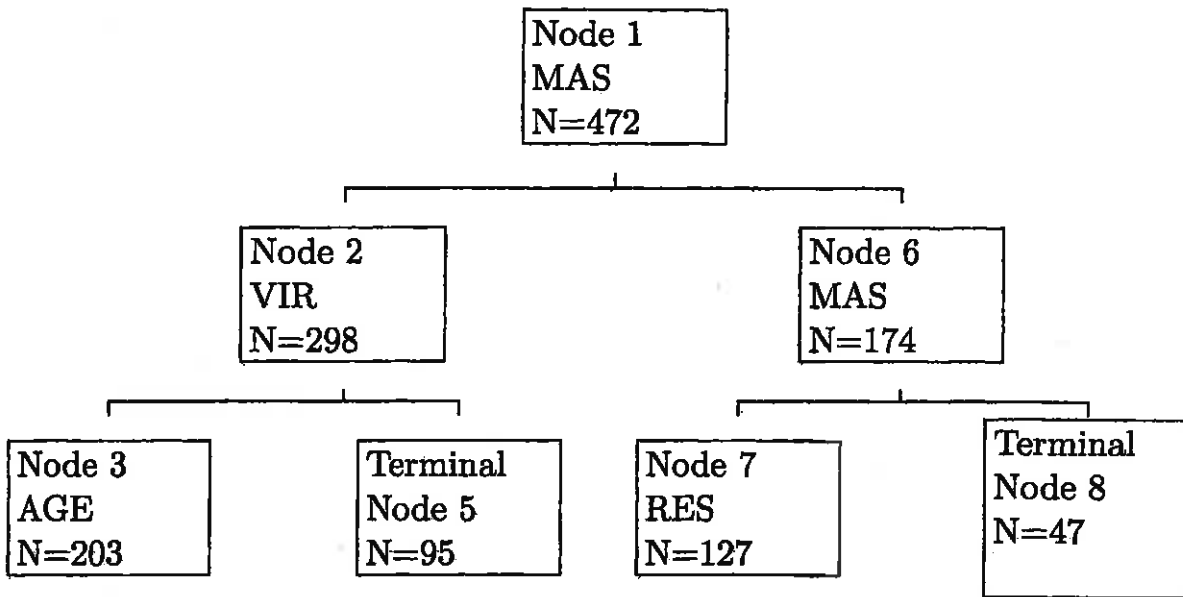 Node 1
MAS
N=472
Node 2
VIR
N=298
Node 6
MAS
N=174
Node 3
AGE
N=203
Terminal
Node 5
N=95
Node 7
RES
N=127
Terminal
Node 8
N=47